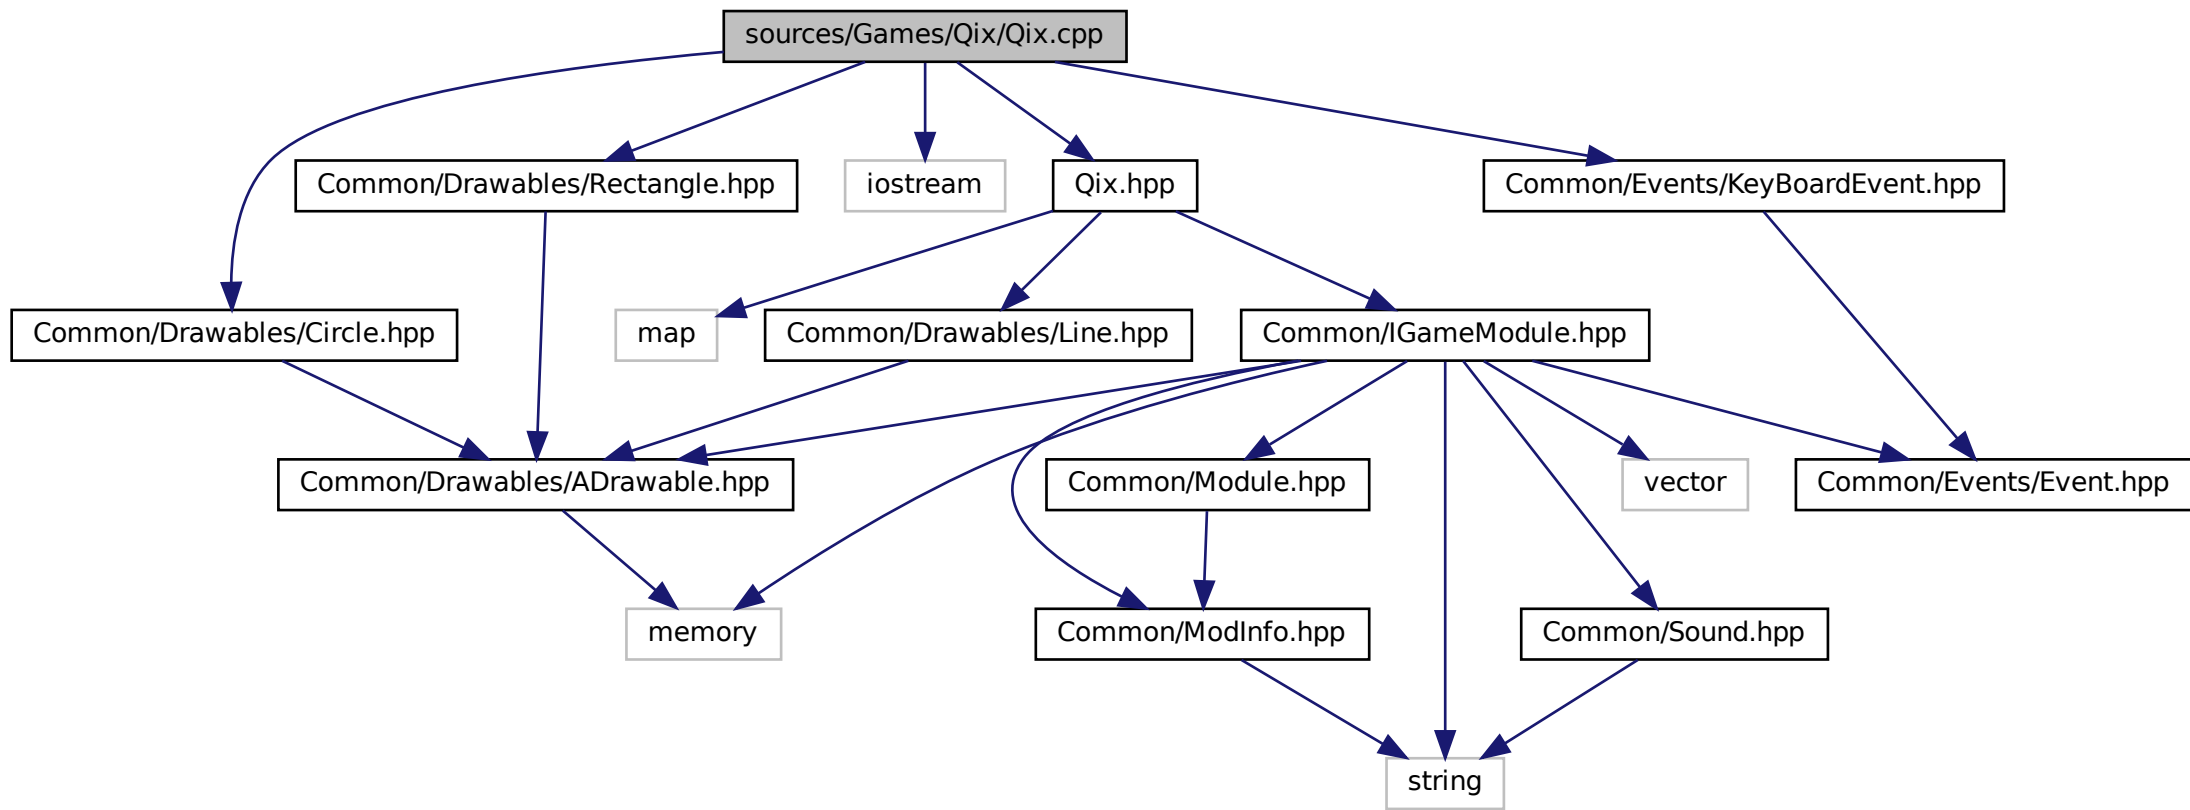 sources/Games/Qix/Qix.cpp
Common/Drawables/Rectangle.hpp
iostream
Qix.hpp
Common/Events/KeyBoardEvent.hpp
Common/Drawables/Circle.hpp
map
Common/Drawables/Line.hpp
Common/IGameModule.hpp
Common/Drawables/ADrawable.hpp
Common/Module.hpp
vector
Common/Events/Event.hpp
memory
Common/ModInfo.hpp
Common/Sound.hpp
string